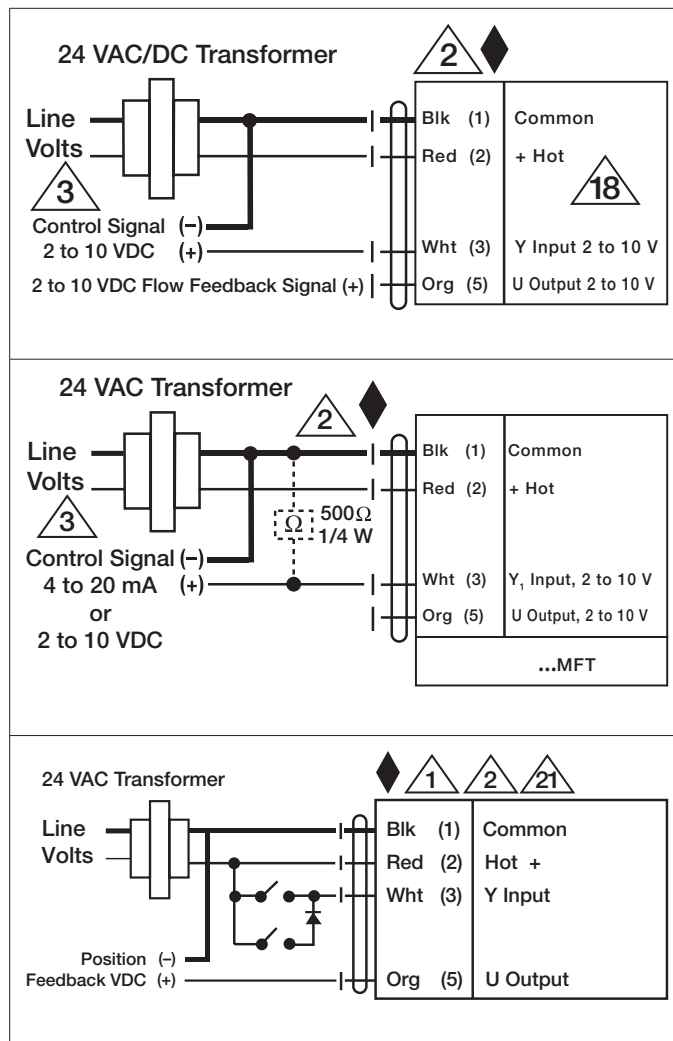 24 VAC/DC Transformer
2
Line
Volts
3
Blk (1) Common
Red (2) + Hot
18
Control Signal (–)
2 to 10 VDC (+)
Wht (3) Y Input 2 to 10 V
2 to 10 VDC Flow Feedback Signal (+)
Org (5) U Output 2 to 10 V
24 VAC Transformer
2
Line
Volts
3
Blk (1) Common
Red (2) + Hot
Ω 500Ω
1/4 W
Control Signal (–)
4 to 20 mA (+)
or
2 to 10 VDC
Wht (3) Y₁ Input, 2 to 10 V
Org (5) U Output, 2 to 10 V
...MFT
24 VAC Transformer
1 2 21
Line
Volts
Blk (1) Common
Red (2) Hot +
Wht (3) Y Input
Position (–)
Feedback VDC (+)
Org (5) U Output